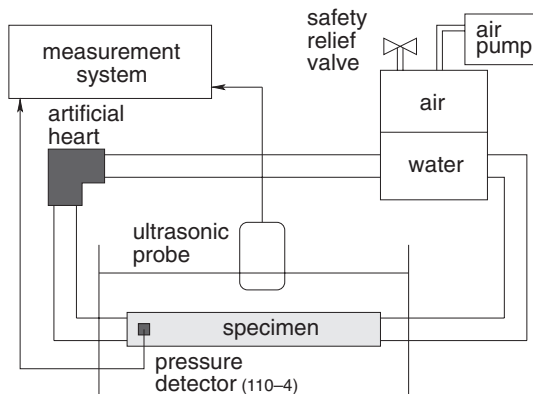 safety
relief
valve
air
pump
measurement
system
artificial
heart
air
water
ultrasonic
probe
specimen
pressure
detector (110–4)